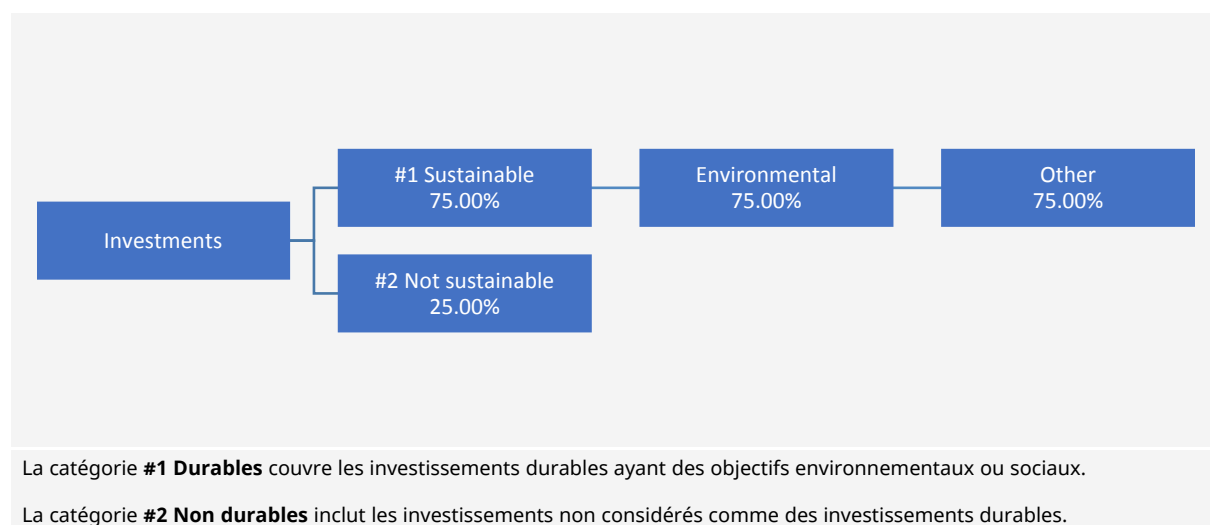 #1 Sustainable
75.00%
Environmental
75.00%
Other
75.00%
Investments
#2 Not sustainable
25.00%
La catégorie #1 Durables couvre les investissements durables ayant des objectifs environnementaux ou sociaux.
La catégorie #2 Non durables inclut les investissements non considérés comme des investissements durables.